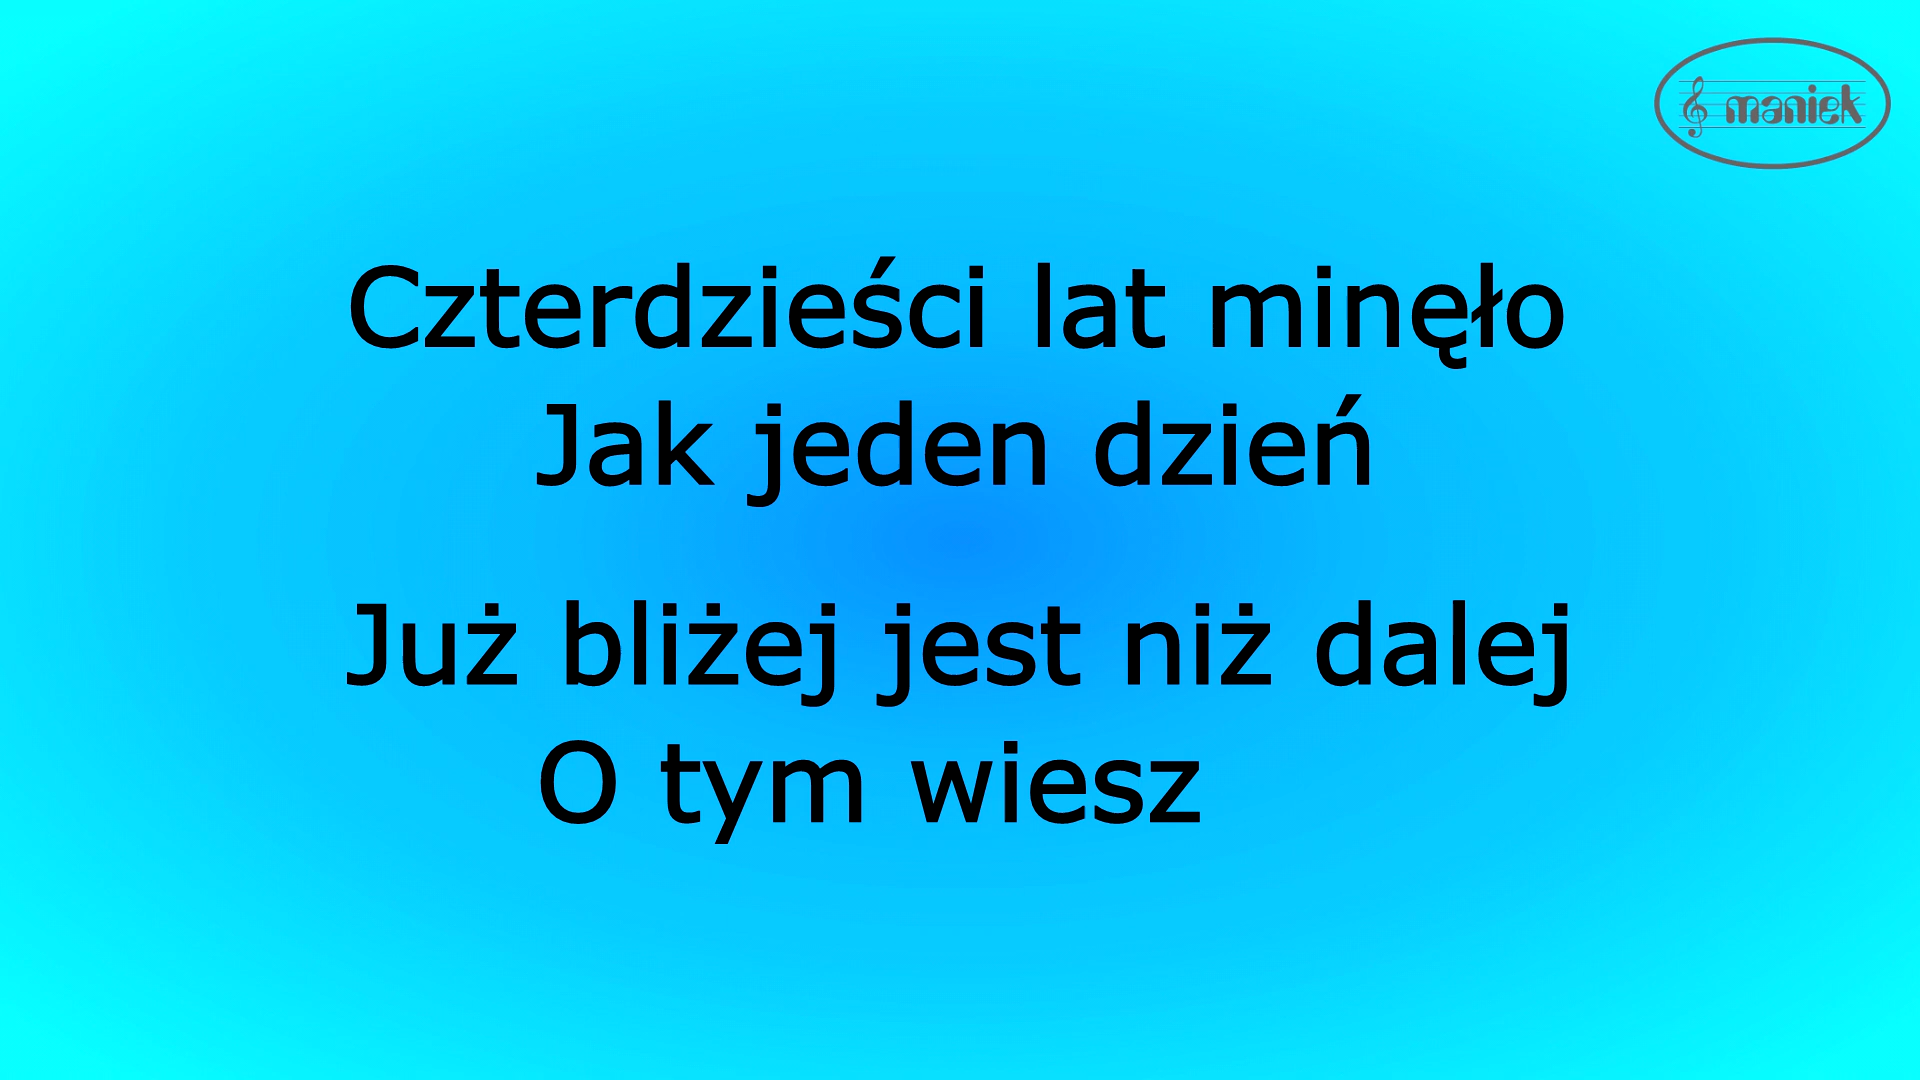 maniek
Czterdzieści lat minęło
Jak jeden dzień
Już bliżej jest niż dalej
O tym wiesz